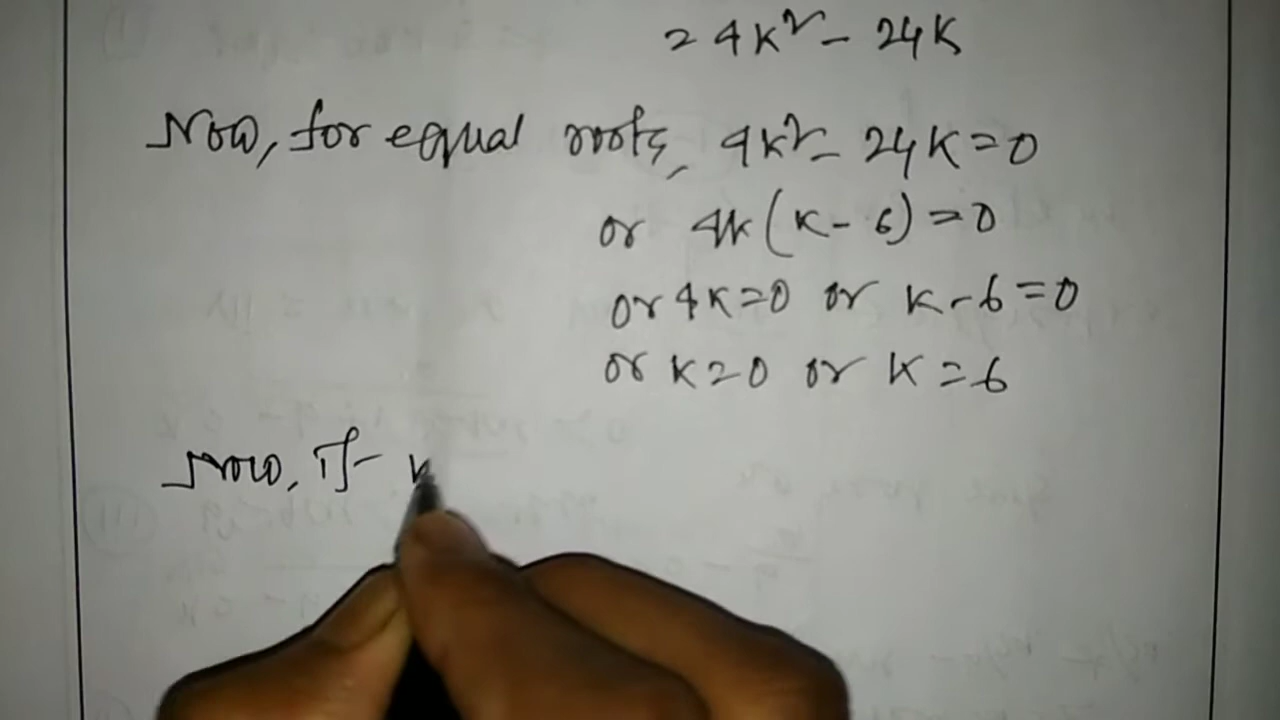 = 4k² - 24k
Now, for equal roots, 4k² - 24k = 0
or 4k(k - 6) = 0
or 4k = 0 or k - 6 = 0
or k = 0 or k = 6
Now, if k